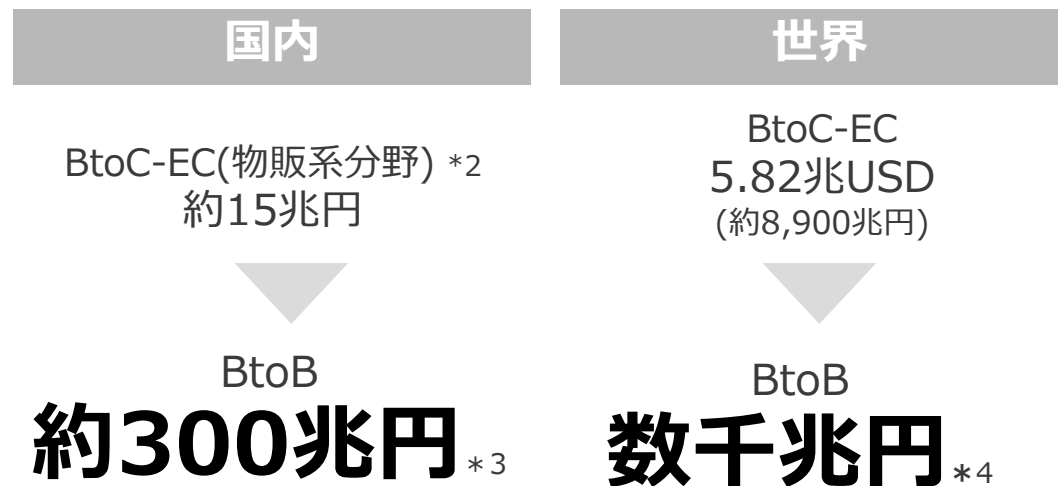 国内
BtoC-EC(物販系分野) *2
約15兆円
BtoB
約300兆円*3
世界
BtoC-EC
5.82兆USD
(約8,900兆円)
BtoB
数千兆円*4